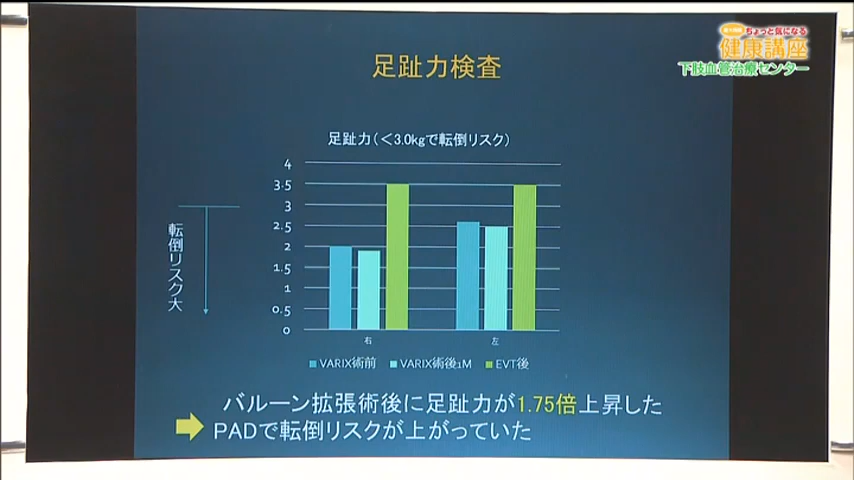 ちょっと気になる
健康講座
下肢血管治療センター
足趾力検査
足趾力(<3.0kgで転倒リスク)
4
3.5
3
2.5
2
1.5
1
0.5
0
転倒リスク大
右
左
VARIX術前
VARIX術後1M
EVT後
バルーン拡張術後に足趾力が1.75倍上昇した
PADで転倒リスクが上がっていた